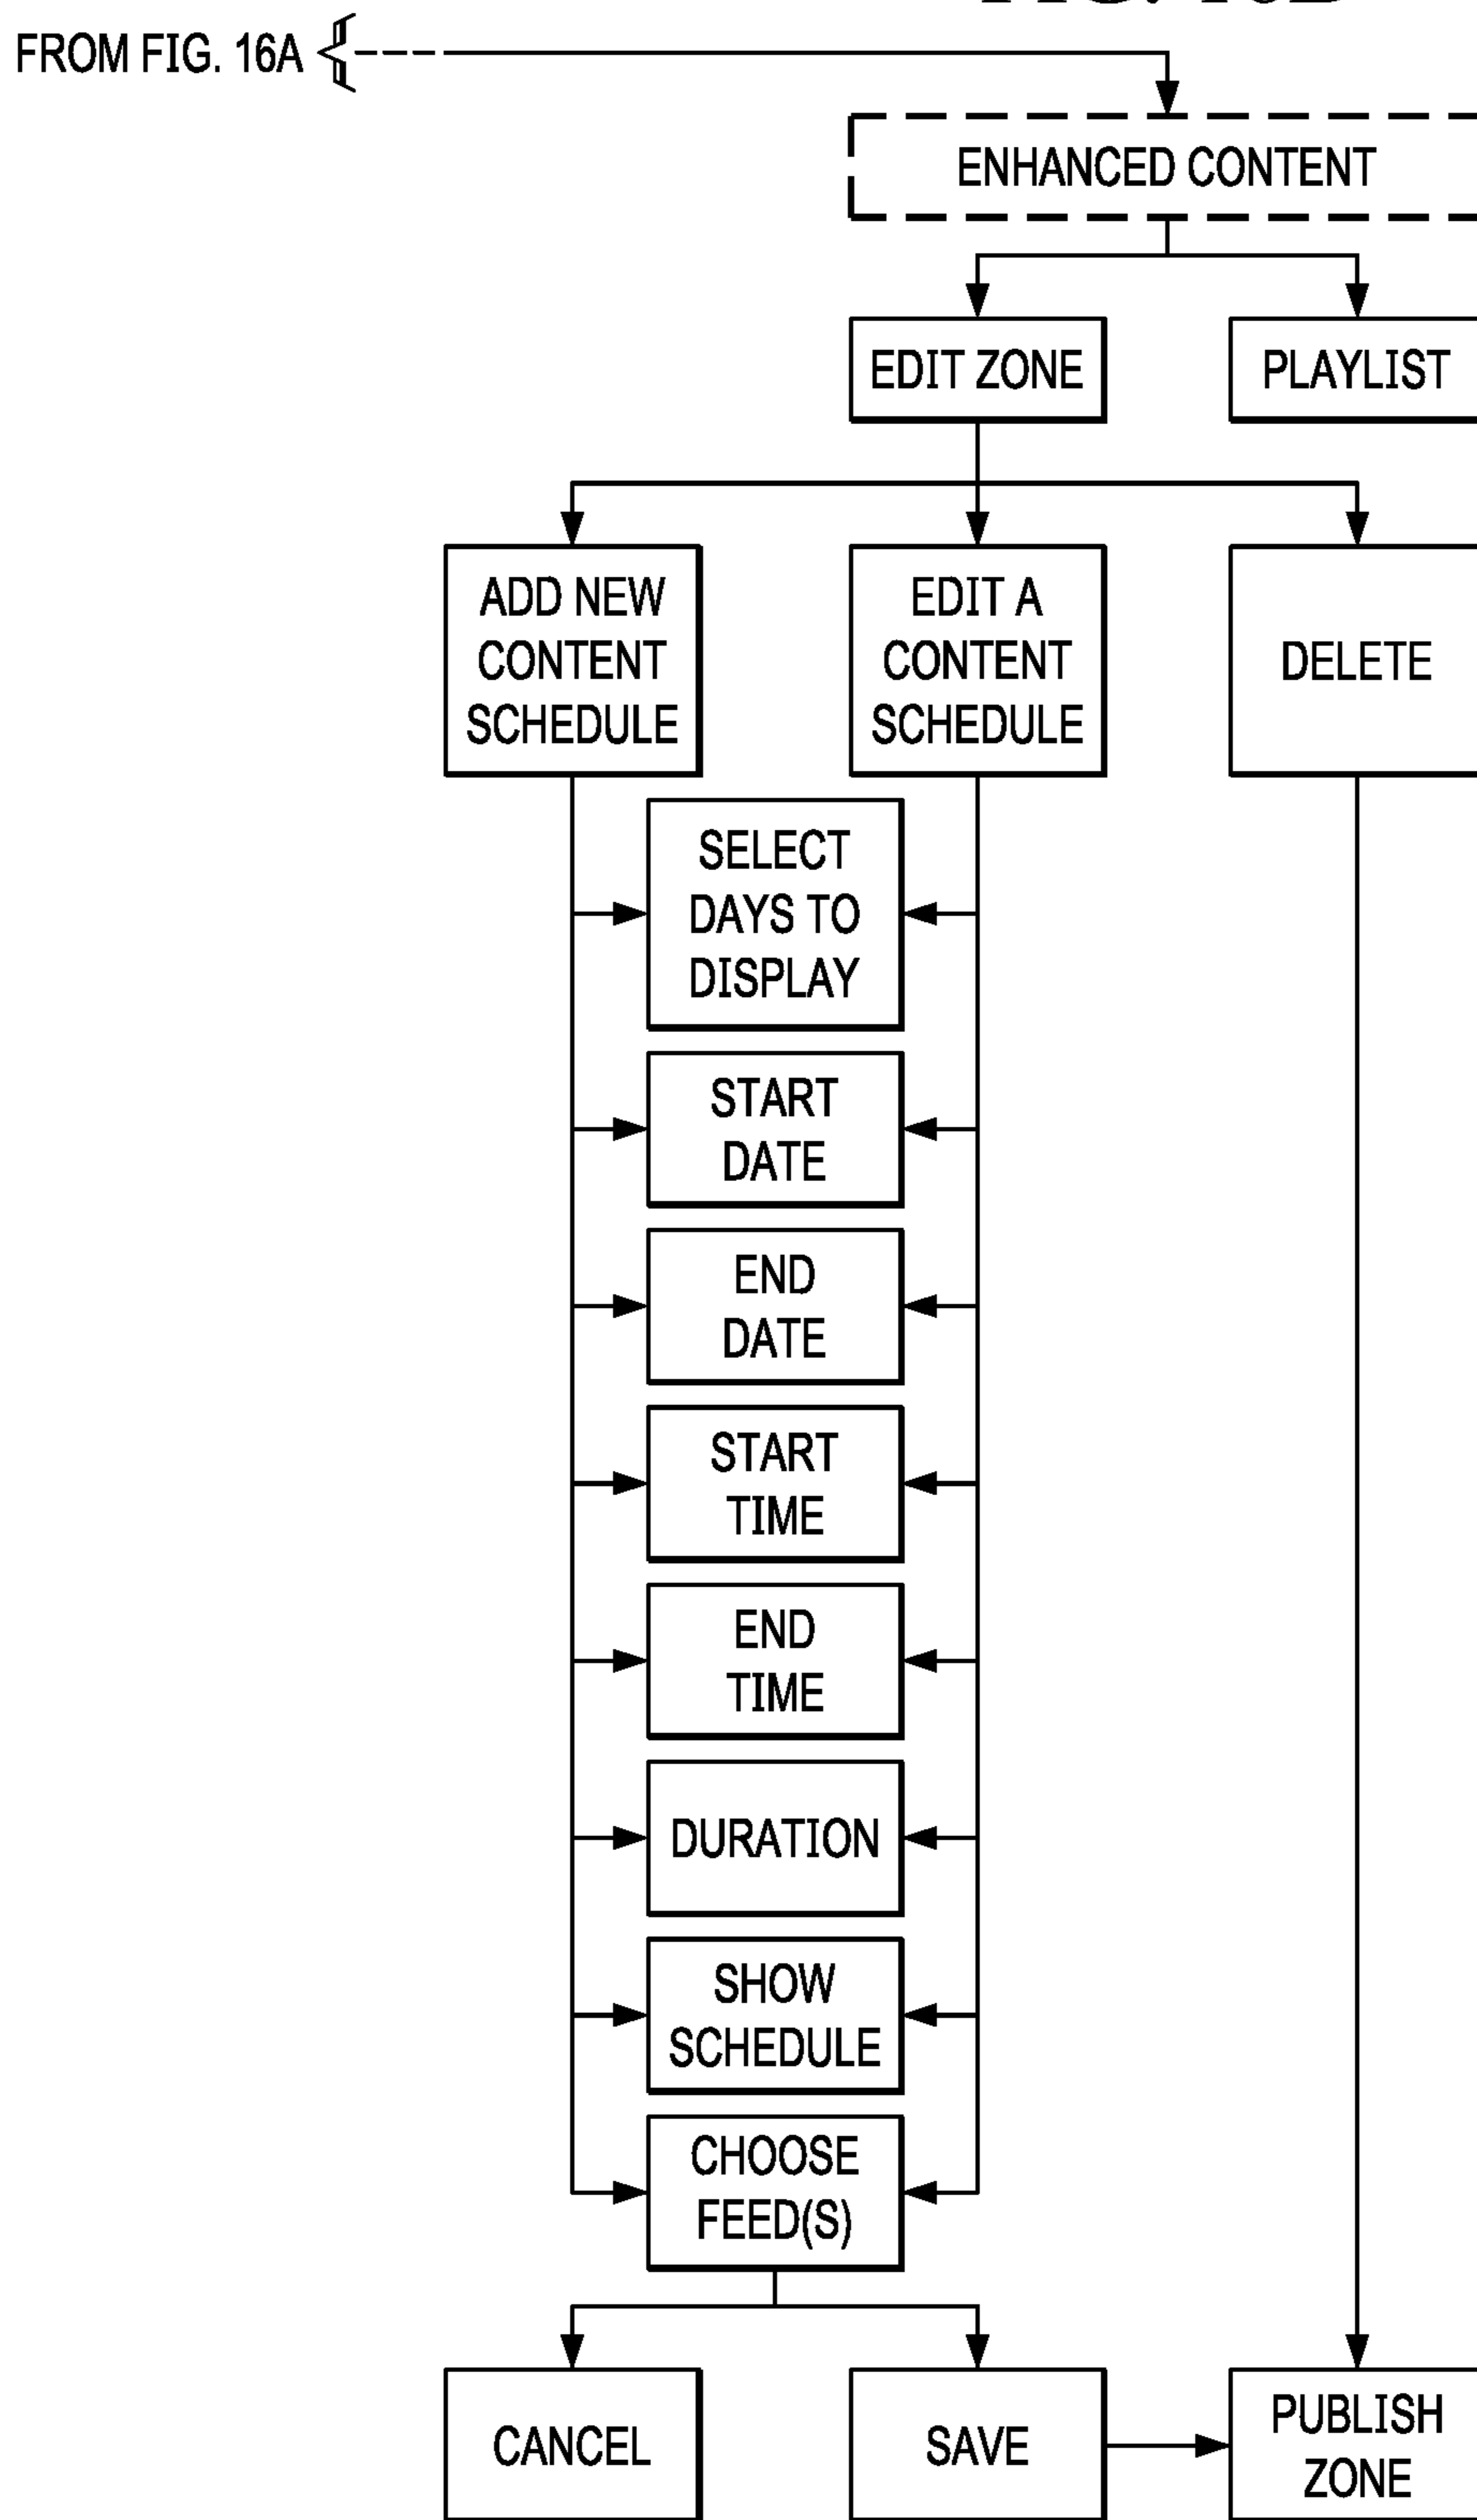 FROM FIG. 16A
ENHANCED CONTENT
EDIT ZONE
PLAYLIST
ADD NEW
CONTENT
SCHEDULE
EDIT A
CONTENT
SCHEDULE
DELETE
SELECT
DAYS TO
DISPLAY
START
DATE
END
DATE
START
TIME
END
TIME
DURATION
SHOW
SCHEDULE
CHOOSE
FEED(S)
CANCEL
SAVE
PUBLISH
ZONE